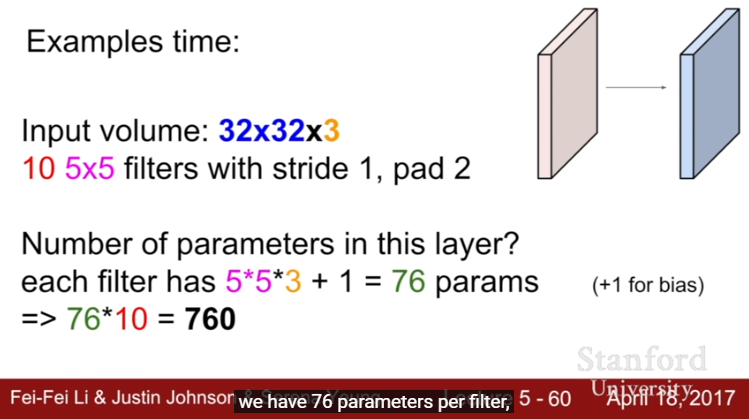 Examples time:
Input volume: 32x32x3
10 5x5 filters with stride 1, pad 2
Number of parameters in this layer?
each filter has 5*5*3 + 1 = 76 params (+1 for bias)
=> 76*10 = 760
Stanford
University
Fei-Fei Li & Justin Johnson 5 - 60 April 18, 2017
we have 76 parameters per filter,